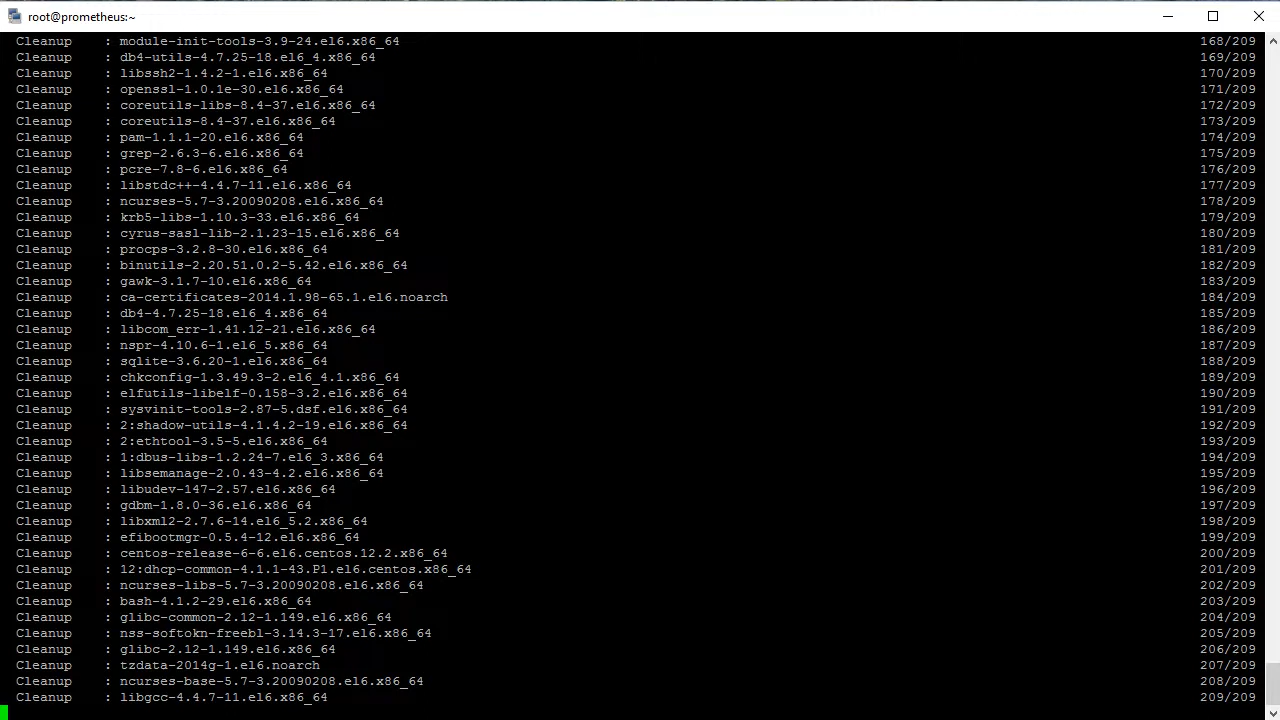 root@prometheus:~
Cleanup : module-init-tools-3.9-24.el6.x86_64 168/209
Cleanup : db4-utils-4.7.25-18.el6_4.x86_64 169/209
Cleanup : libssh2-1.4.2-1.el6.x86_64 170/209
Cleanup : openssl-1.0.1e-30.el6.x86_64 171/209
Cleanup : coreutils-libs-8.4-37.el6.x86_64 172/209
Cleanup : coreutils-8.4-37.el6.x86_64 173/209
Cleanup : pam-1.1.1-20.el6.x86_64 174/209
Cleanup : grep-2.6.3-6.el6.x86_64 175/209
Cleanup : pcre-7.8-6.el6.x86_64 176/209
Cleanup : libstdc++-4.4.7-11.el6.x86_64 177/209
Cleanup : ncurses-5.7-3.20090208.el6.x86_64 178/209
Cleanup : krb5-libs-1.10.3-33.el6.x86_64 179/209
Cleanup : cyrus-sasl-lib-2.1.23-15.el6.x86_64 180/209
Cleanup : procps-3.2.8-30.el6.x86_64 181/209
Cleanup : binutils-2.20.51.0.2-5.42.el6.x86_64 182/209
Cleanup : gawk-3.1.7-10.el6.x86_64 183/209
Cleanup : ca-certificates-2014.1.98-65.1.el6.noarch 184/209
Cleanup : db4-4.7.25-18.el6_4.x86_64 185/209
Cleanup : libcom_err-1.41.12-21.el6.x86_64 186/209
Cleanup : nspr-4.10.6-1.el6_5.x86_64 187/209
Cleanup : sqlite-3.6.20-1.el6.x86_64 188/209
Cleanup : chkconfig-1.3.49.3-2.el6_4.1.x86_64 189/209
Cleanup : elfutils-libelf-0.158-3.2.el6.x86_64 190/209
Cleanup : sysvinit-tools-2.87-5.dsf.el6.x86_64 191/209
Cleanup : 2:shadow-utils-4.1.4.2-19.el6.x86_64 192/209
Cleanup : 2:ethtool-3.5-5.el6.x86_64 193/209
Cleanup : 1:dbus-libs-1.2.24-7.el6_3.x86_64 194/209
Cleanup : libsemanage-2.0.43-4.2.el6.x86_64 195/209
Cleanup : libudev-147-2.57.el6.x86_64 196/209
Cleanup : gdbm-1.8.0-36.el6.x86_64 197/209
Cleanup : libxml2-2.7.6-14.el6_5.2.x86_64 198/209
Cleanup : efibootmgr-0.5.4-12.el6.x86_64 199/209
Cleanup : centos-release-6-6.el6.centos.12.2.x86_64 200/209
Cleanup : 12:dhcp-common-4.1.1-43.P1.el6.centos.x86_64 201/209
Cleanup : ncurses-libs-5.7-3.20090208.el6.x86_64 202/209
Cleanup : bash-4.1.2-29.el6.x86_64 203/209
Cleanup : glibc-common-2.12-1.149.el6.x86_64 204/209
Cleanup : nss-softokn-freebl-3.14.3-17.el6.x86_64 205/209
Cleanup : glibc-2.12-1.149.el6.x86_64 206/209
Cleanup : tzdata-2014g-1.el6.noarch 207/209
Cleanup : ncurses-base-5.7-3.20090208.el6.x86_64 208/209
Cleanup : libgcc-4.4.7-11.el6.x86_64 209/209